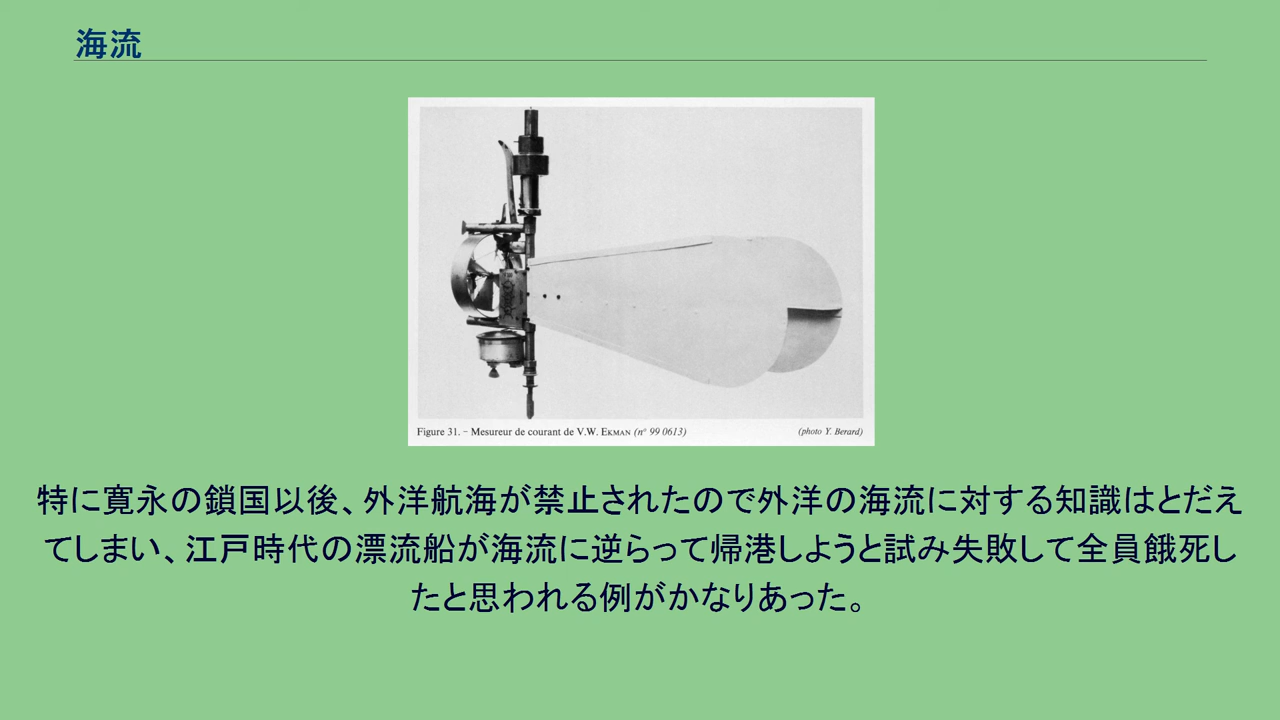 海流
Figure 31. – Mesureur de courant de V.W. EKMAN (n° 99 0613) (photo Y. Berard)
特に寛永の鎖国以後、外洋航海が禁止されたので外洋の海流に対する知識はとだえ
てしまい、江戸時代の漂流船が海流に逆らって帰港しようと試み失敗して全員餓死し
たと思われる例がかなりあった。